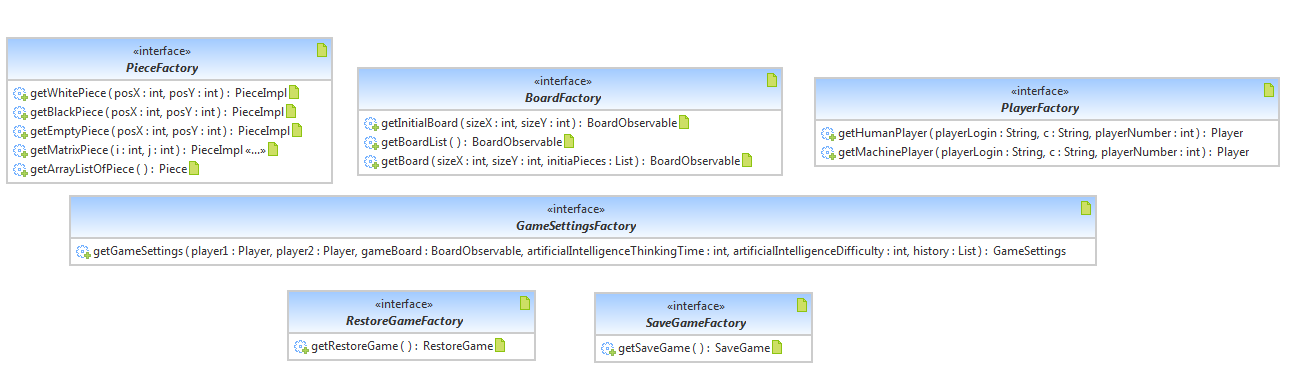 «interface»
PieceFactory
getWhitePiece ( posX : int, posY : int ) : PieceImpl
getBlackPiece ( posX : int, posY : int ) : PieceImpl
getEmptyPiece ( posX : int, posY : int ) : PieceImpl
getMatrixPiece ( i : int, j : int ) : PieceImpl «...»
getArrayListOfPiece ( ) : Piece
«interface»
BoardFactory
getInitialBoard ( sizeX : int, sizeY : int ) : BoardObservable
getBoardList ( ) : BoardObservable
getBoard ( sizeX : int, sizeY : int, initiaPieces : List ) : BoardObservable
«interface»
PlayerFactory
getHumanPlayer ( playerLogin : String, c : String, playerNumber : int ) : Player
getMachinePlayer ( playerLogin : String, c : String, playerNumber : int ) : Player
«interface»
GameSettingsFactory
getGameSettings ( player1 : Player, player2 : Player, gameBoard : BoardObservable, artificialIntelligenceThinkingTime : int, artificialIntelligenceDifficulty : int, history : List ) : GameSettings
«interface»
RestoreGameFactory
getRestoreGame ( ) : RestoreGame
«interface»
SaveGameFactory
getSaveGame ( ) : SaveGame